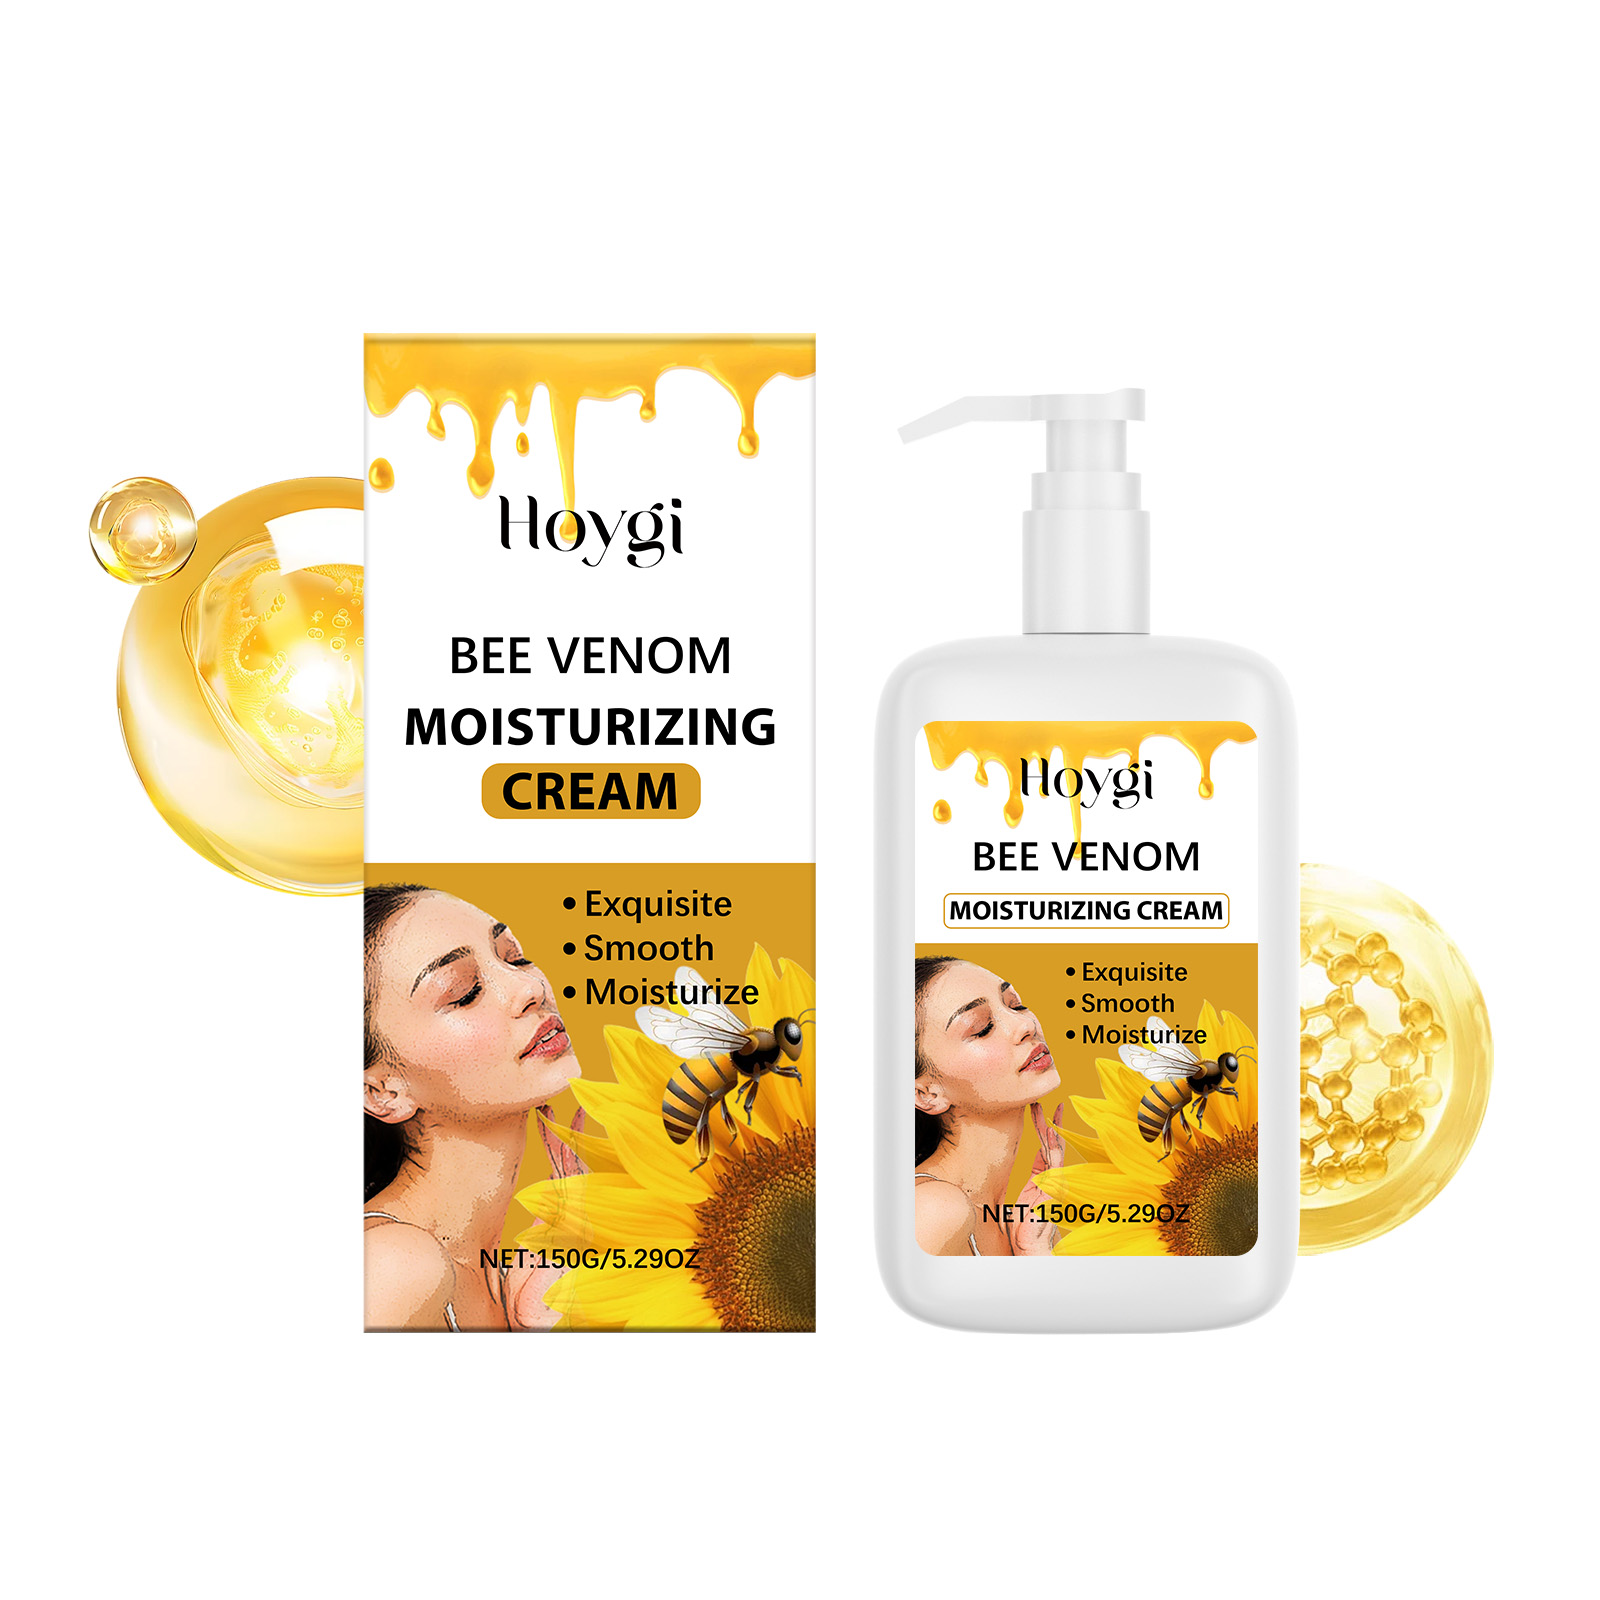 Hoygi
BEE VENOM
MOISTURIZING
CREAM
• Exquisite
• Smooth
• Moisturize
NET:150G/5.29OZ
Hoygi
BEE VENOM
MOISTURIZING CREAM
• Exquisite
• Smooth
• Moisturize
NET:150G/5.29OZ